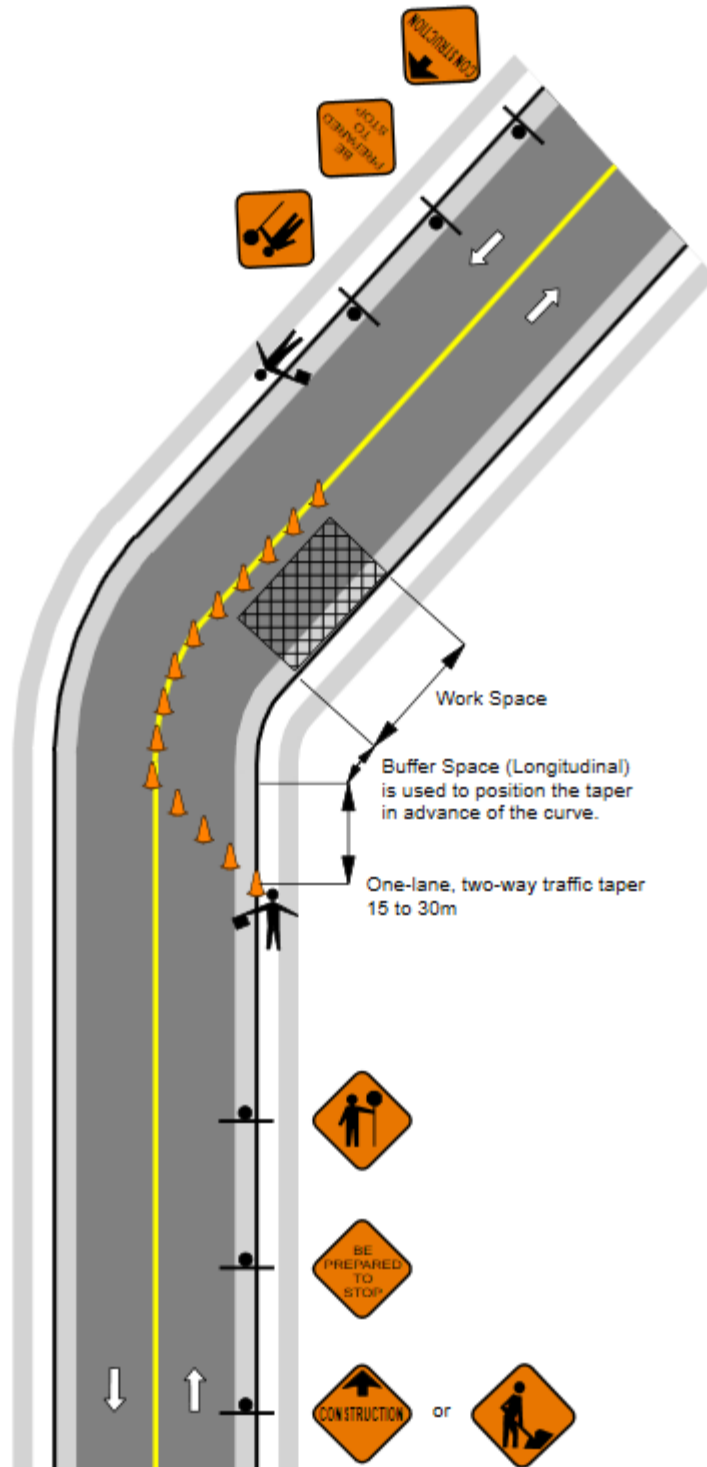 CONSTRUCTION
BE
PREPARED
TO
STOP
Work Space
Buffer Space (Longitudinal)
is used to position the taper
in advance of the curve.
One-lane, two-way traffic taper
15 to 30m
BE
PREPARED
TO
STOP
CONSTRUCTION
or